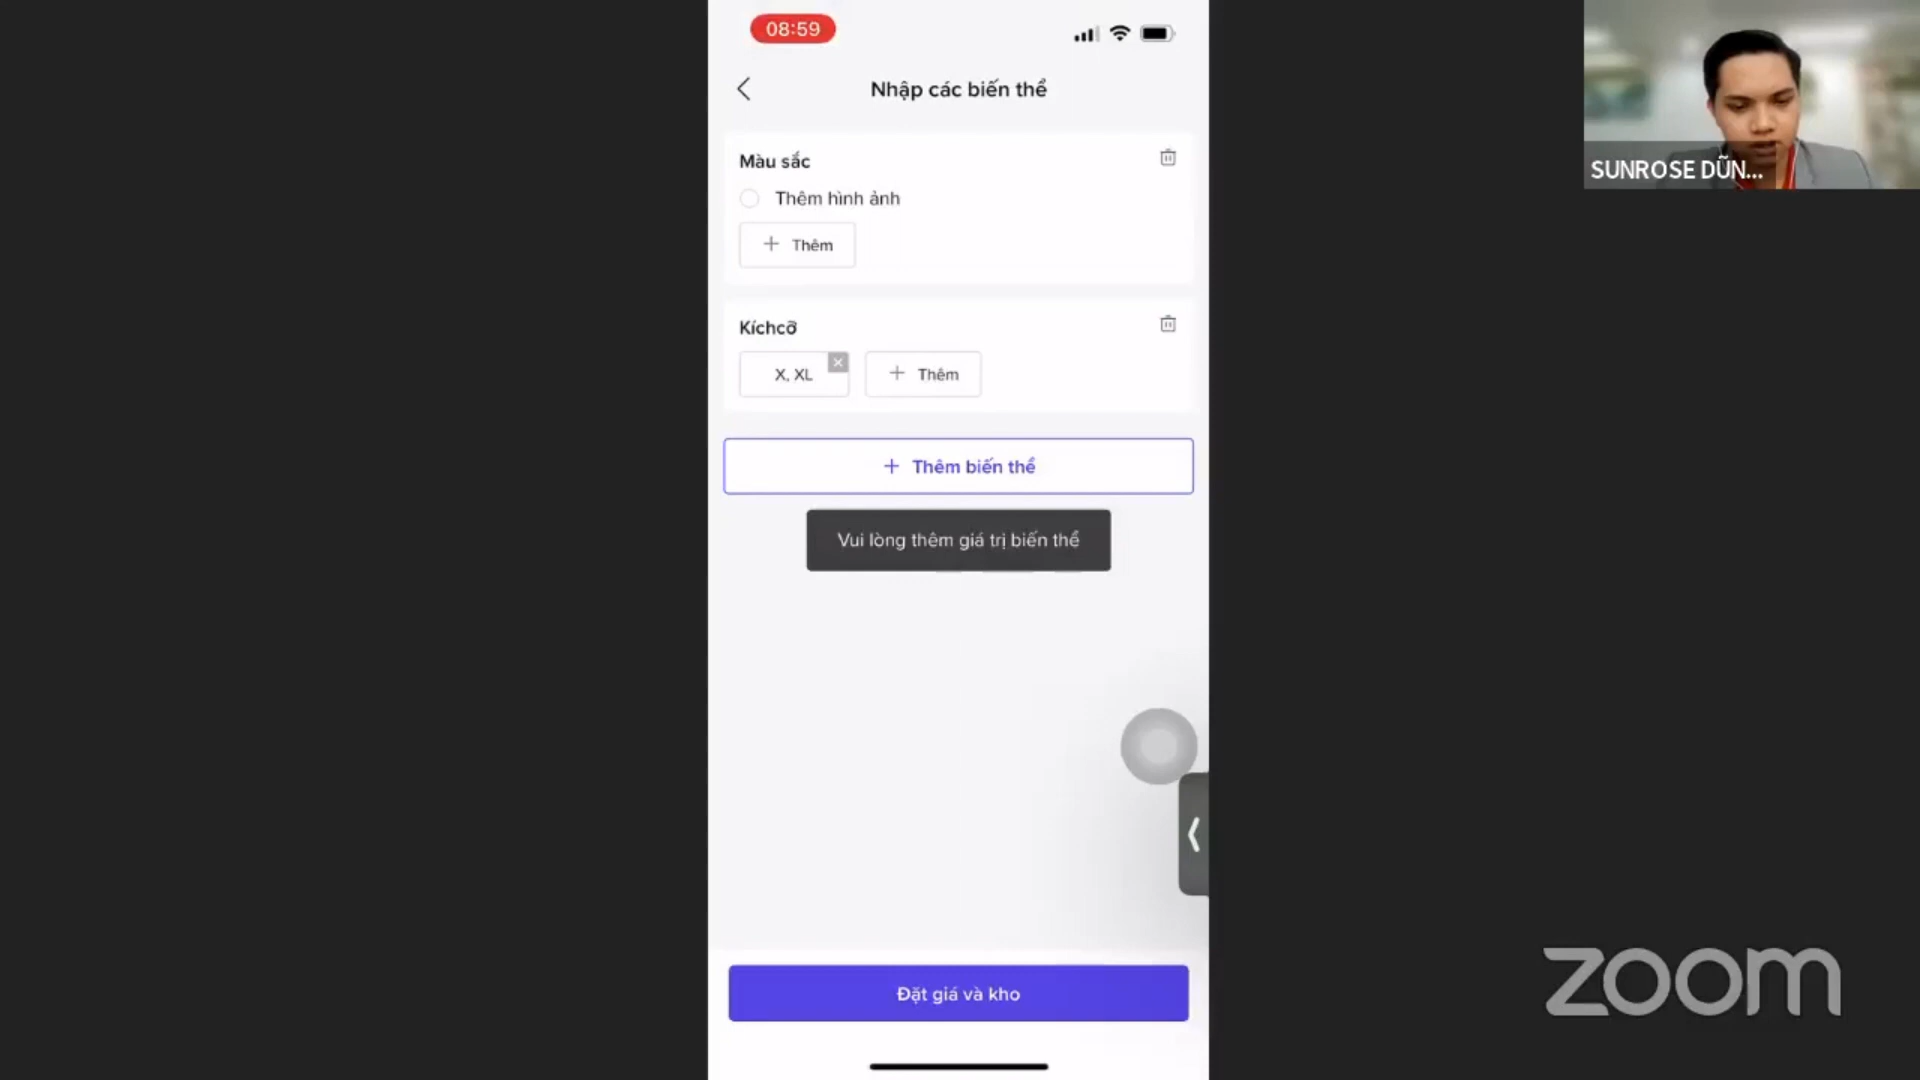 08:59
Nhập các biến thể
Màu sắc
Thêm hình ảnh
+ Thêm
Kíchcỡ
X, XL
+ Thêm
+ Thêm biến thể
Vui lòng thêm giá trị biến thể
Đặt giá và kho
SUNROSE DŨN...
zoom